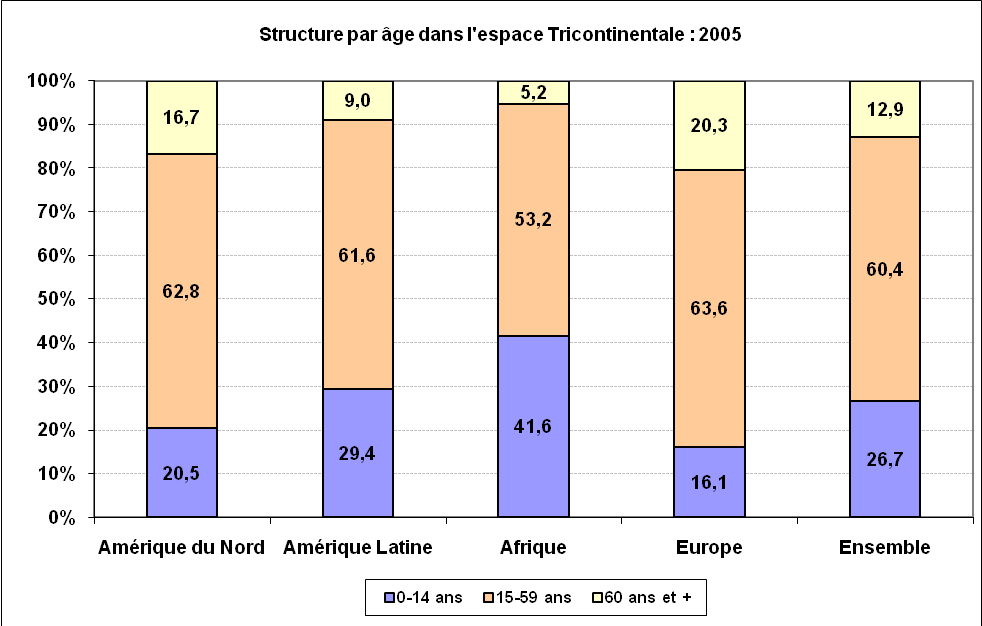 Structure par âge dans l'espace Tricontinentale : 2005
100%
90%
80%
70%
60%
50%
40%
30%
20%
10%
0%
16,7
62,8
20,5
9,0
61,6
29,4
5,2
53,2
41,6
20,3
63,6
16,1
12,9
60,4
26,7
Amérique du Nord
Amérique Latine
Afrique
Europe
Ensemble
0-14 ans
15-59 ans
60 ans et +